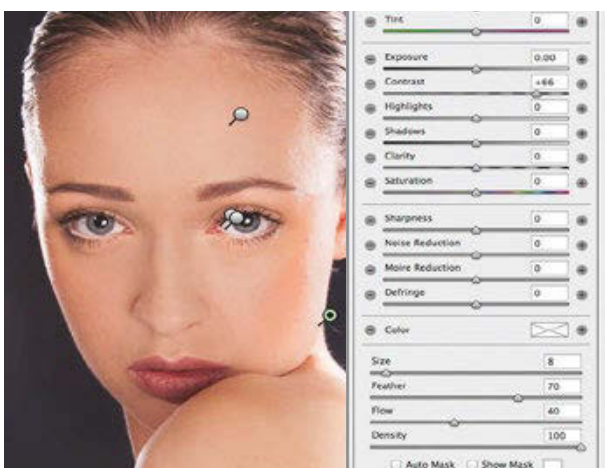 Tint 0
Exposure 0.00
Contrast +66
Highlights 0
Shadows 0
Clarity 0
Saturation 0
Sharpness 0
Noise Reduction 0
Moire Reduction 0
Defringe 0
Color
Size 8
Feather 70
Flow 40
Density 100
Auto Mask Show Mask